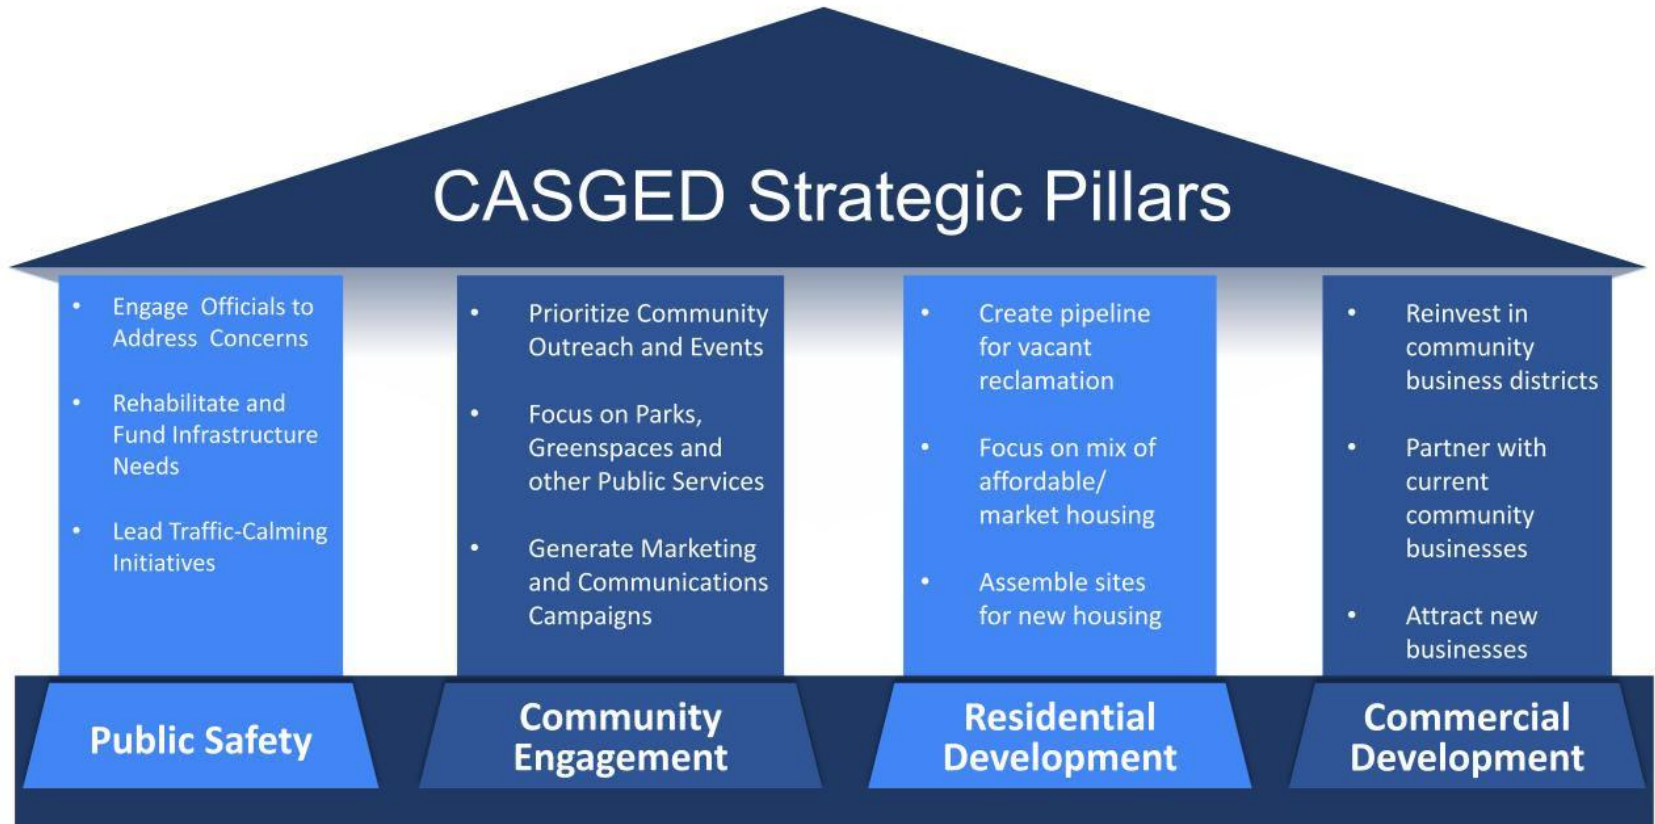 CASGED Strategic Pillars
• Engage Officials to
Address Concerns
• Rehabilitate and
Fund Infrastructure
Needs
• Lead Traffic-Calming
Initiatives
Public Safety
• Prioritize Community
Outreach and Events
• Focus on Parks,
Greenspaces and
other Public Services
• Generate Marketing
and Communications
Campaigns
Community
Engagement
• Create pipeline
for vacant
reclamation
• Focus on mix of
affordable/
market housing
• Assemble sites
for new housing
Residential
Development
• Reinvest in
community
business districts
• Partner with
current
community
businesses
• Attract new
businesses
Commercial
Development